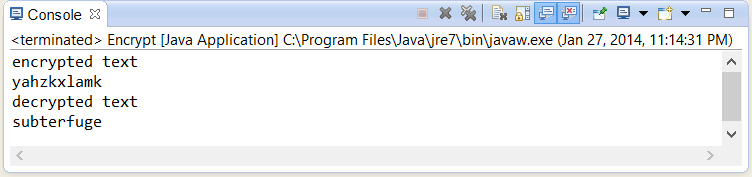 Console
<terminated> Encrypt [Java Application] C:\Program Files\Java\jre7\bin\javaw.exe (Jan 27, 2014, 11:14:31 PM)
encrypted text
yahzkxlamk
decrypted text
subterfuge